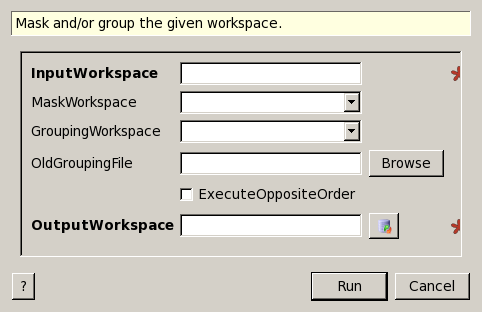 Mask and/or group the given workspace.
InputWorkspace
MaskWorkspace
GroupingWorkspace
OldGroupingFile Browse
ExecuteOppositeOrder
OutputWorkspace
? Run Cancel